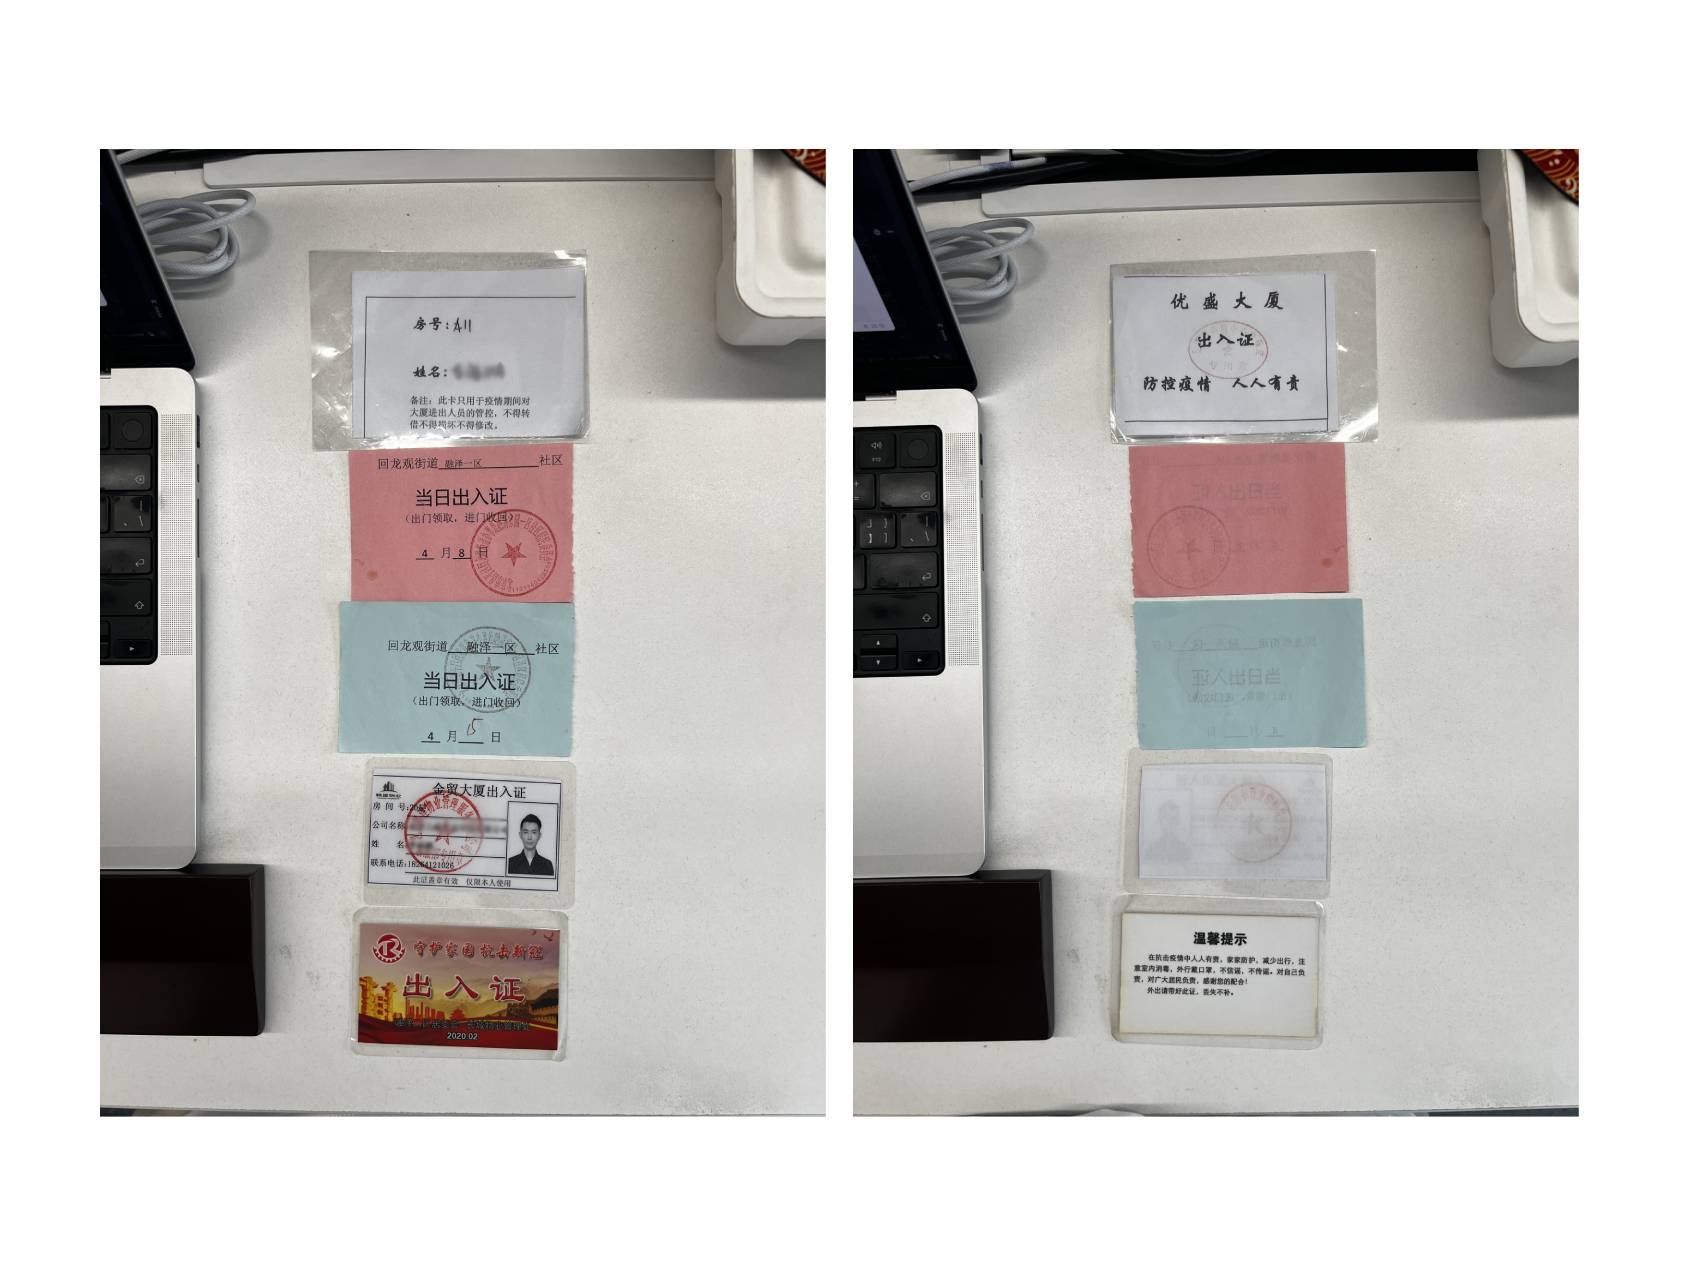 房号:
姓名:
备注：此卡只用于疫情期间对
大厦进出人员的管控，不得转
借不得损坏不得修改。
回龙观街道 融泽一区 社区
当日出入证
（出门领取，进门收回）
4 月 8 日
回龙观街道 融泽一区 社区
当日出入证
（出门领取，进门收回）
4 月 15 日
金贸大厦出入证
房 间 号:
公司名称
姓 名
联系电话:18264121026
此证盖章有效 仅限本人使用
守护家园 抗击新冠
出入证
2020.02
优盛大厦
出入证
防控疫情 人人有责
温馨提示
在抗击疫情中人人有责，家家防护，减少出行，注
意室内消毒，外行戴口罩，不信谣，不传谣。对自己负
责，对广大居民负责，感谢您的配合！
外出请带好此证，丢失不补。